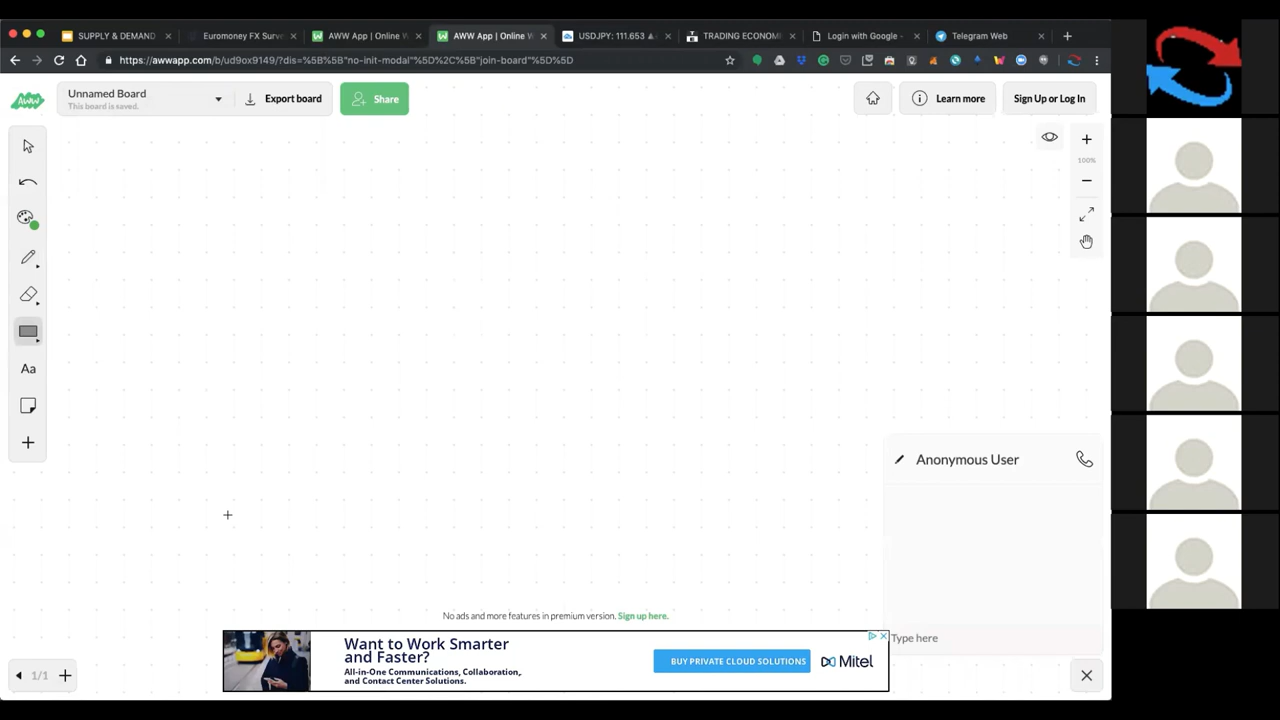 SUPPLY & DEMAND
Euromoney FX Surv
AWW App | Online W
AWW App | Online W
USDJPY: 111.653
TRADING ECONOMI
Login with Google -
Telegram Web
https://awwapp.com/b/ud9ox9149/?dis=%5B%5B"no-init-modal"%5D%2C%5B"join-board"%5D%5D
AWW
Unnamed Board
This board is saved.
Export board
Share
Learn more
Sign Up or Log In
100%
Aa
Anonymous User
No ads and more features in premium version. Sign up here.
Want to Work Smarter
and Faster?
All-in-One Communications, Collaboration,
and Contact Center Solutions.
BUY PRIVATE CLOUD SOLUTIONS
Mitel
Type here
1/1